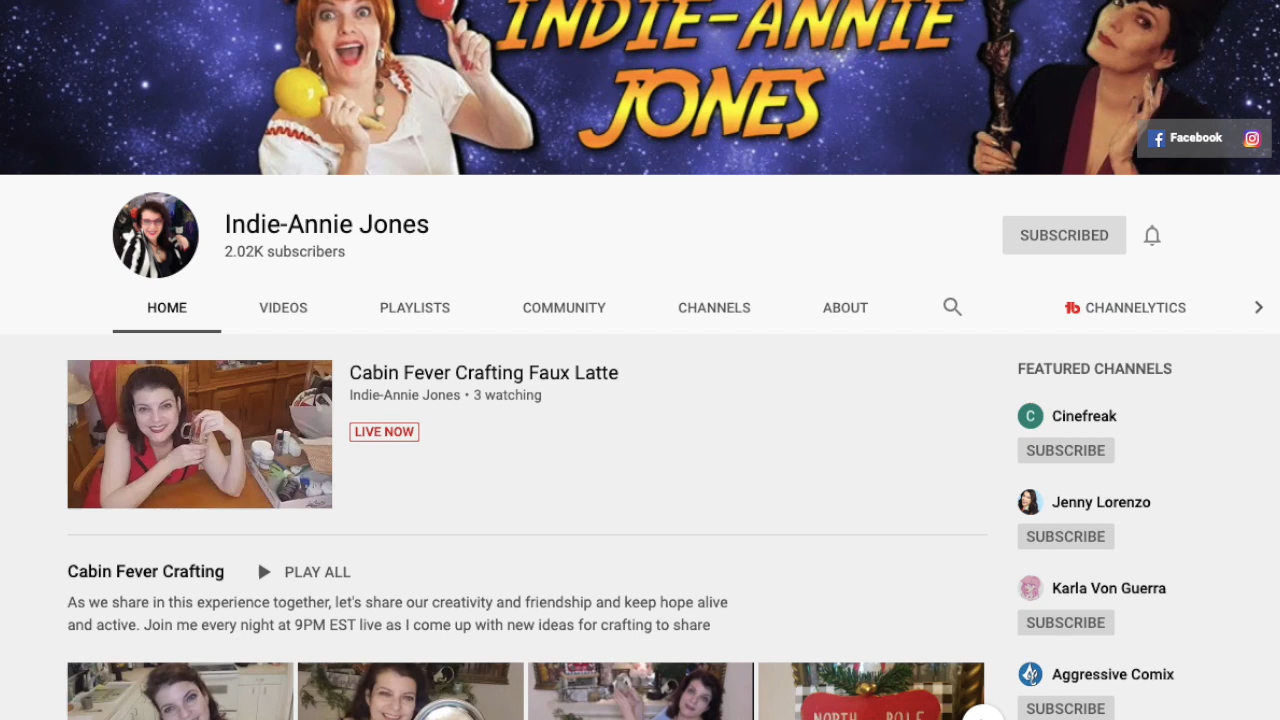 INDIE-ANNIE
JONES
Facebook
Indie-Annie Jones
2.02K subscribers
SUBSCRIBED
HOME VIDEOS PLAYLISTS COMMUNITY CHANNELS ABOUT CHANNELYTICS
Cabin Fever Crafting Faux Latte
Indie-Annie Jones • 3 watching
LIVE NOW
Cabin Fever Crafting PLAY ALL
As we share in this experience together, let's share our creativity and friendship and keep hope alive
and active. Join me every night at 9PM EST live as I come up with new ideas for crafting to share
NORTH POLE
FEATURED CHANNELS
C Cinefreak
SUBSCRIBE
Jenny Lorenzo
SUBSCRIBE
Karla Von Guerra
SUBSCRIBE
Aggressive Comix
SUBSCRIBE